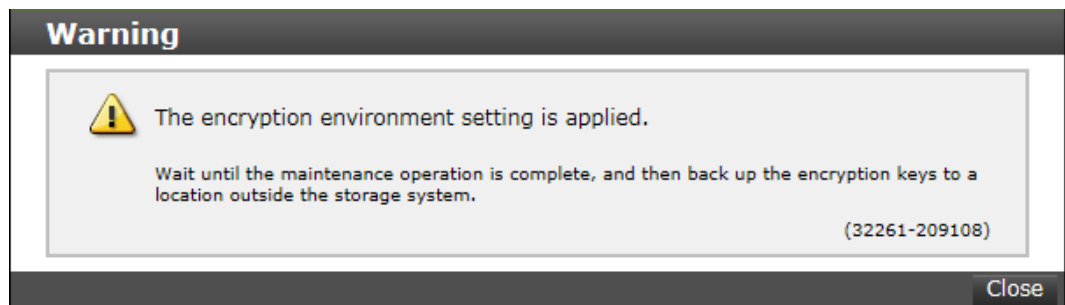 Warning
The encryption environment setting is applied.
Wait until the maintenance operation is complete, and then back up the encryption keys to a
location outside the storage system.
(32261-209108)
Close